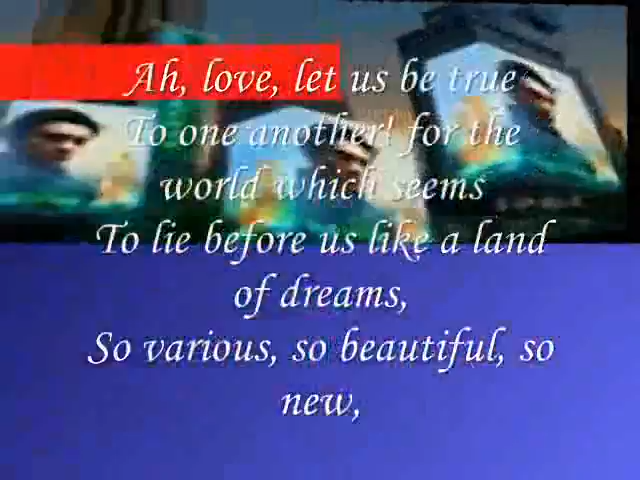 Ah, love, let us be true
To one another! for the
world which seems
To lie before us like a land
of dreams,
So various, so beautiful, so
new,